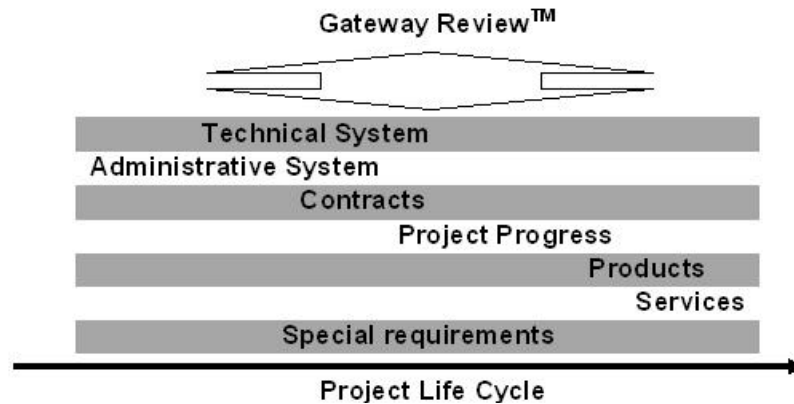 Gateway Review™
Technical System
Administrative System
Contracts
Project Progress
Products
Services
Special requirements
Project Life Cycle